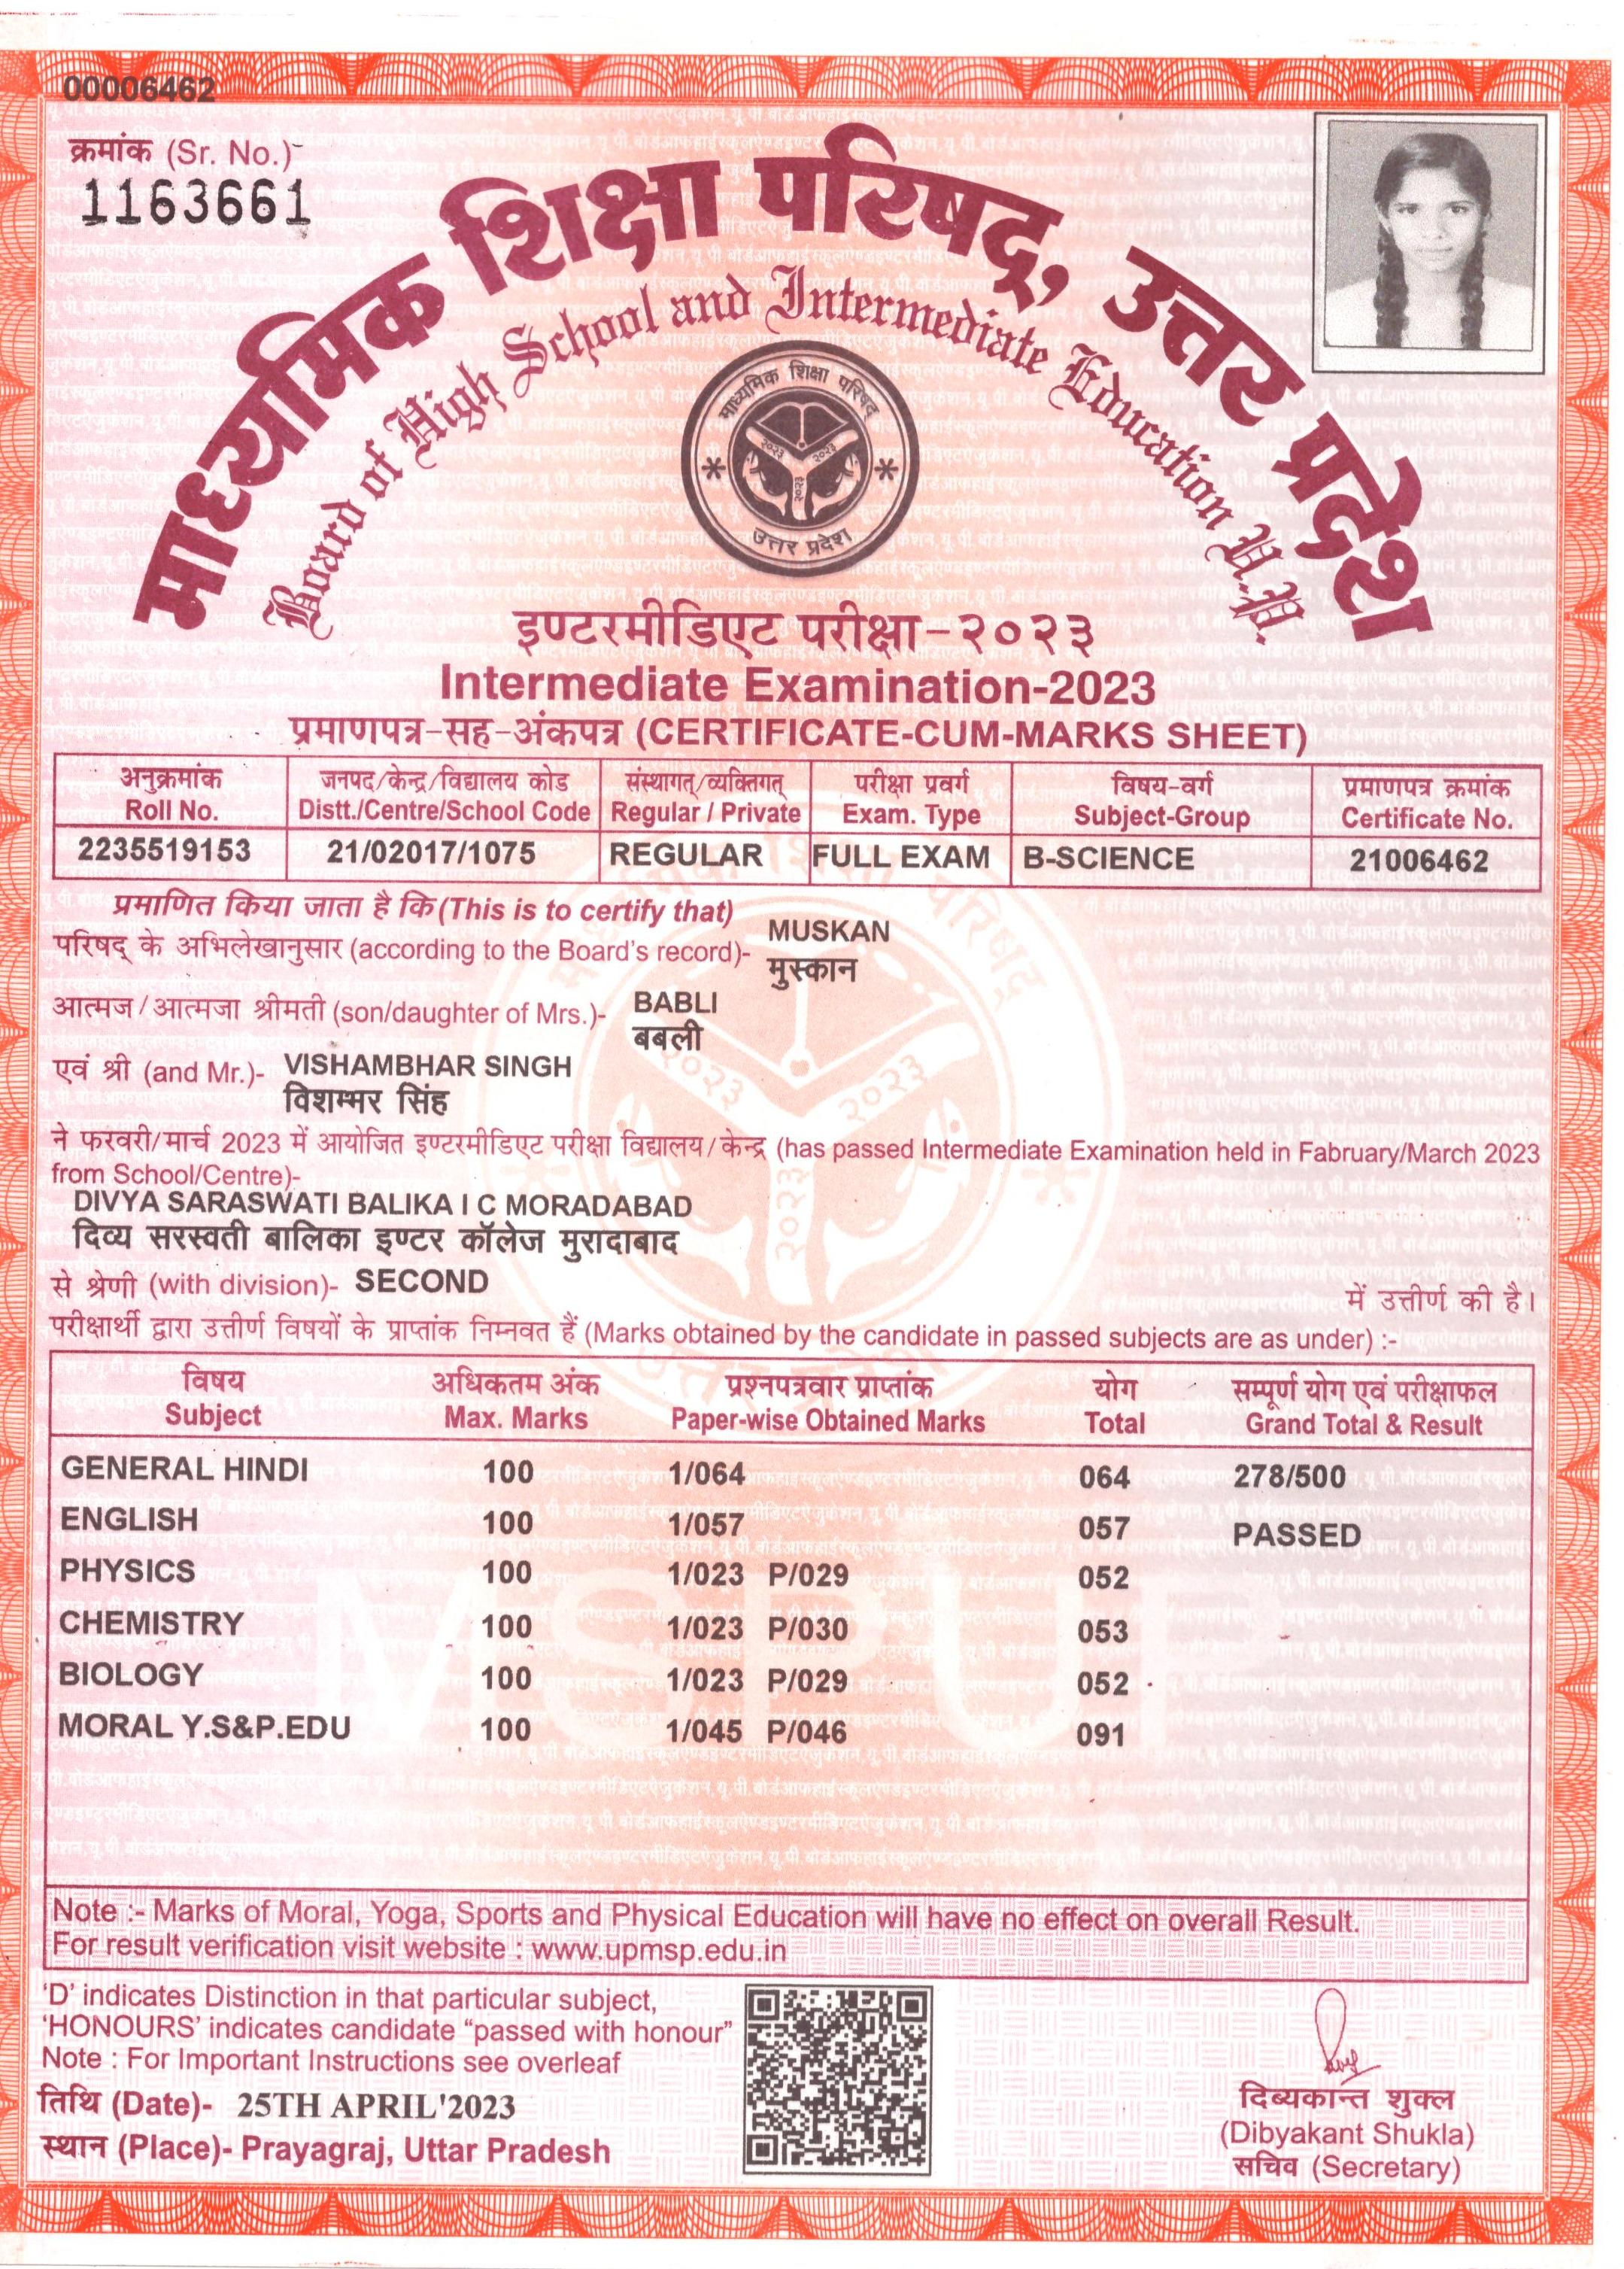 00006462
क्रमांक (Sr. No.)
1163661
माध्यमिक शिक्षा परिषद्, उत्तर प्रदेश
Board of High School and Intermediate Education U.P.
माध्यमिक शिक्षा परिषद्
२०२३ २०२३
२०२३
उत्तर प्रदेश
इण्टरमीडिएट परीक्षा-२०२३
Intermediate Examination-2023
प्रमाणपत्र-सह-अंकपत्र (CERTIFICATE-CUM-MARKS SHEET)
अनुक्रमांक जनपद/केन्द्र/विद्यालय कोड संस्थागत्/व्यक्तिगत् परीक्षा प्रवर्ग विषय-वर्ग प्रमाणपत्र क्रमांक
Roll No. Distt./Centre/School Code Regular / Private Exam. Type Subject-Group Certificate No.
2235519153 21/02017/1075 REGULAR FULL EXAM B-SCIENCE 21006462
प्रमाणित किया जाता है कि (This is to certify that)
परिषद् के अभिलेखानुसार (according to the Board's record)- MUSKAN
मुस्कान
आत्मज/आत्मजा श्रीमती (son/daughter of Mrs.)- BABLI
बबली
एवं श्री (and Mr.)- VISHAMBHAR SINGH
विशम्भर सिंह
ने फरवरी/मार्च 2023 में आयोजित इण्टरमीडिएट परीक्षा विद्यालय/केन्द्र (has passed Intermediate Examination held in Fabruary/March 2023
from School/Centre)-
DIVYA SARASWATI BALIKA I C MORADABAD
दिव्य सरस्वती बालिका इण्टर कॉलेज मुरादाबाद
से श्रेणी (with division)- SECOND में उत्तीर्ण की है।
परीक्षार्थी द्वारा उत्तीर्ण विषयों के प्राप्तांक निम्नवत हैं (Marks obtained by the candidate in passed subjects are as under) :-
विषय अधिकतम अंक प्रश्नपत्रवार प्राप्तांक योग सम्पूर्ण योग एवं परीक्षाफल
Subject Max. Marks Paper-wise Obtained Marks Total Grand Total & Result
GENERAL HINDI 100 1/064 064 278/500
ENGLISH 100 1/057 057 PASSED
PHYSICS 100 1/023 P/029 052
CHEMISTRY 100 1/023 P/030 053
BIOLOGY 100 1/023 P/029 052
MORAL Y.S&P.EDU 100 1/045 P/046 091
MSPUP
Note :- Marks of Moral, Yoga, Sports and Physical Education will have no effect on overall Result.
For result verification visit website : www.upmsp.edu.in
'D' indicates Distinction in that particular subject,
'HONOURS' indicates candidate "passed with honour"
Note : For Important Instructions see overleaf
तिथि (Date)- 25TH APRIL'2023
स्थान (Place)- Prayagraj, Uttar Pradesh
दिब्यकान्त शुक्ल
(Dibyakant Shukla)
सचिव (Secretary)